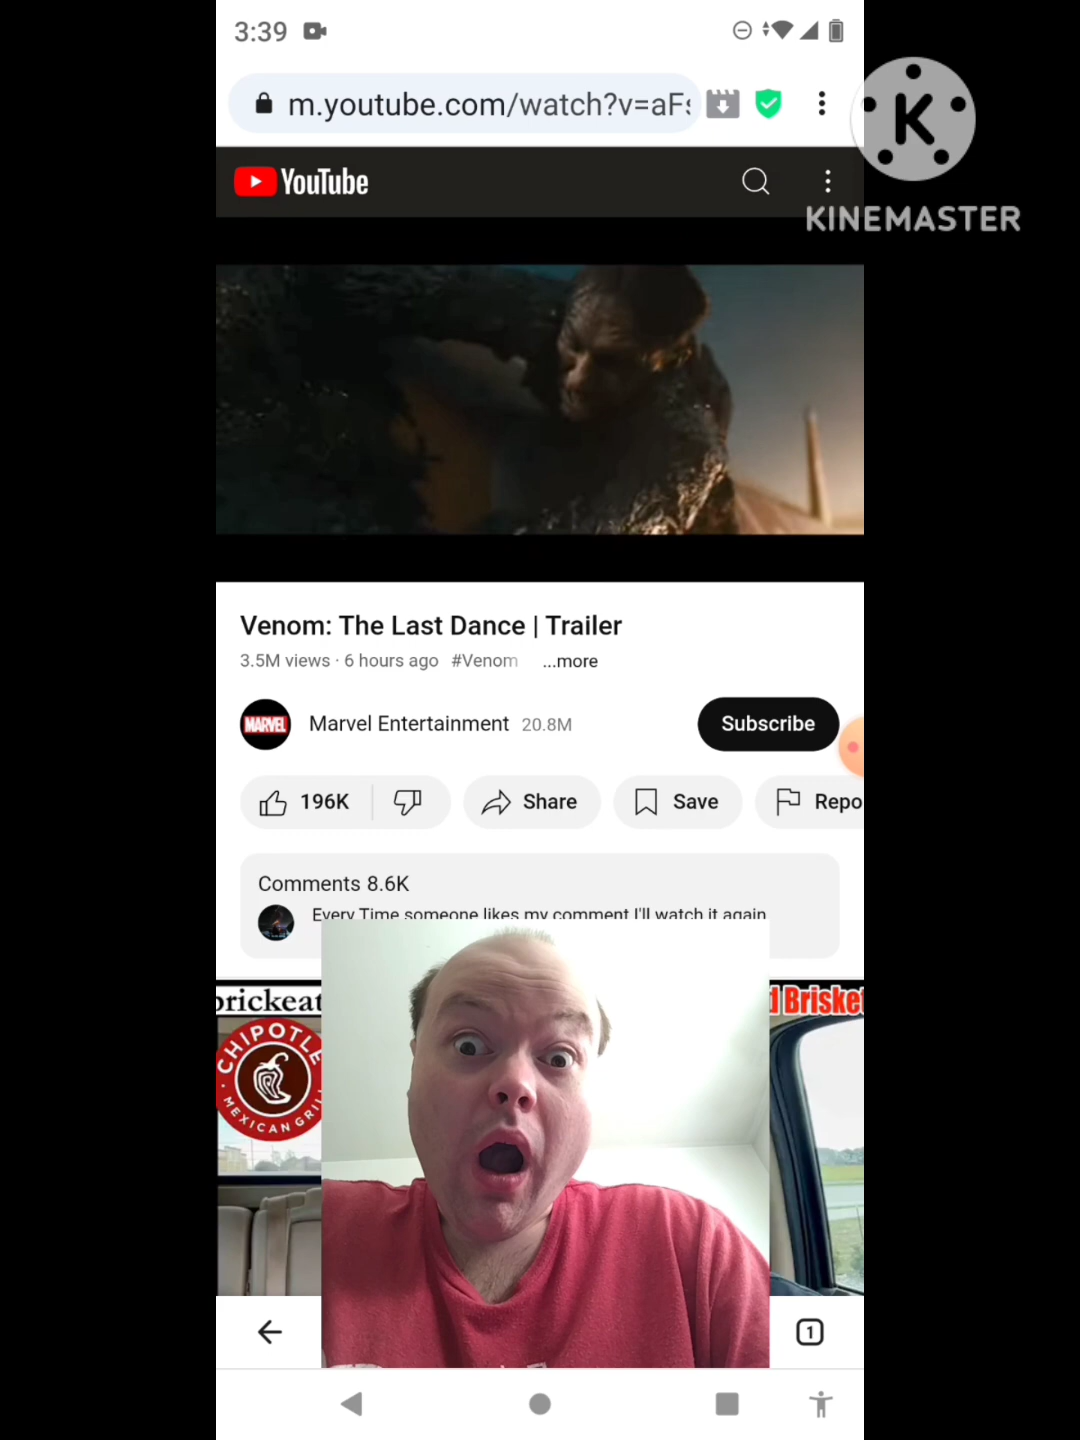 3:39
m.youtube.com/watch?v=aFs
K
KINEMASTER
YouTube
Venom: The Last Dance | Trailer
3.5M views · 6 hours ago #Venom ...more
MARVEL
Marvel Entertainment 20.8M
Subscribe
196K
Share
Save
Repo
Comments 8.6K
Every Time someone likes my comment I'll watch it again
brickeat
d Brisket
CHIPOTLE
MEXICAN GRILL
1